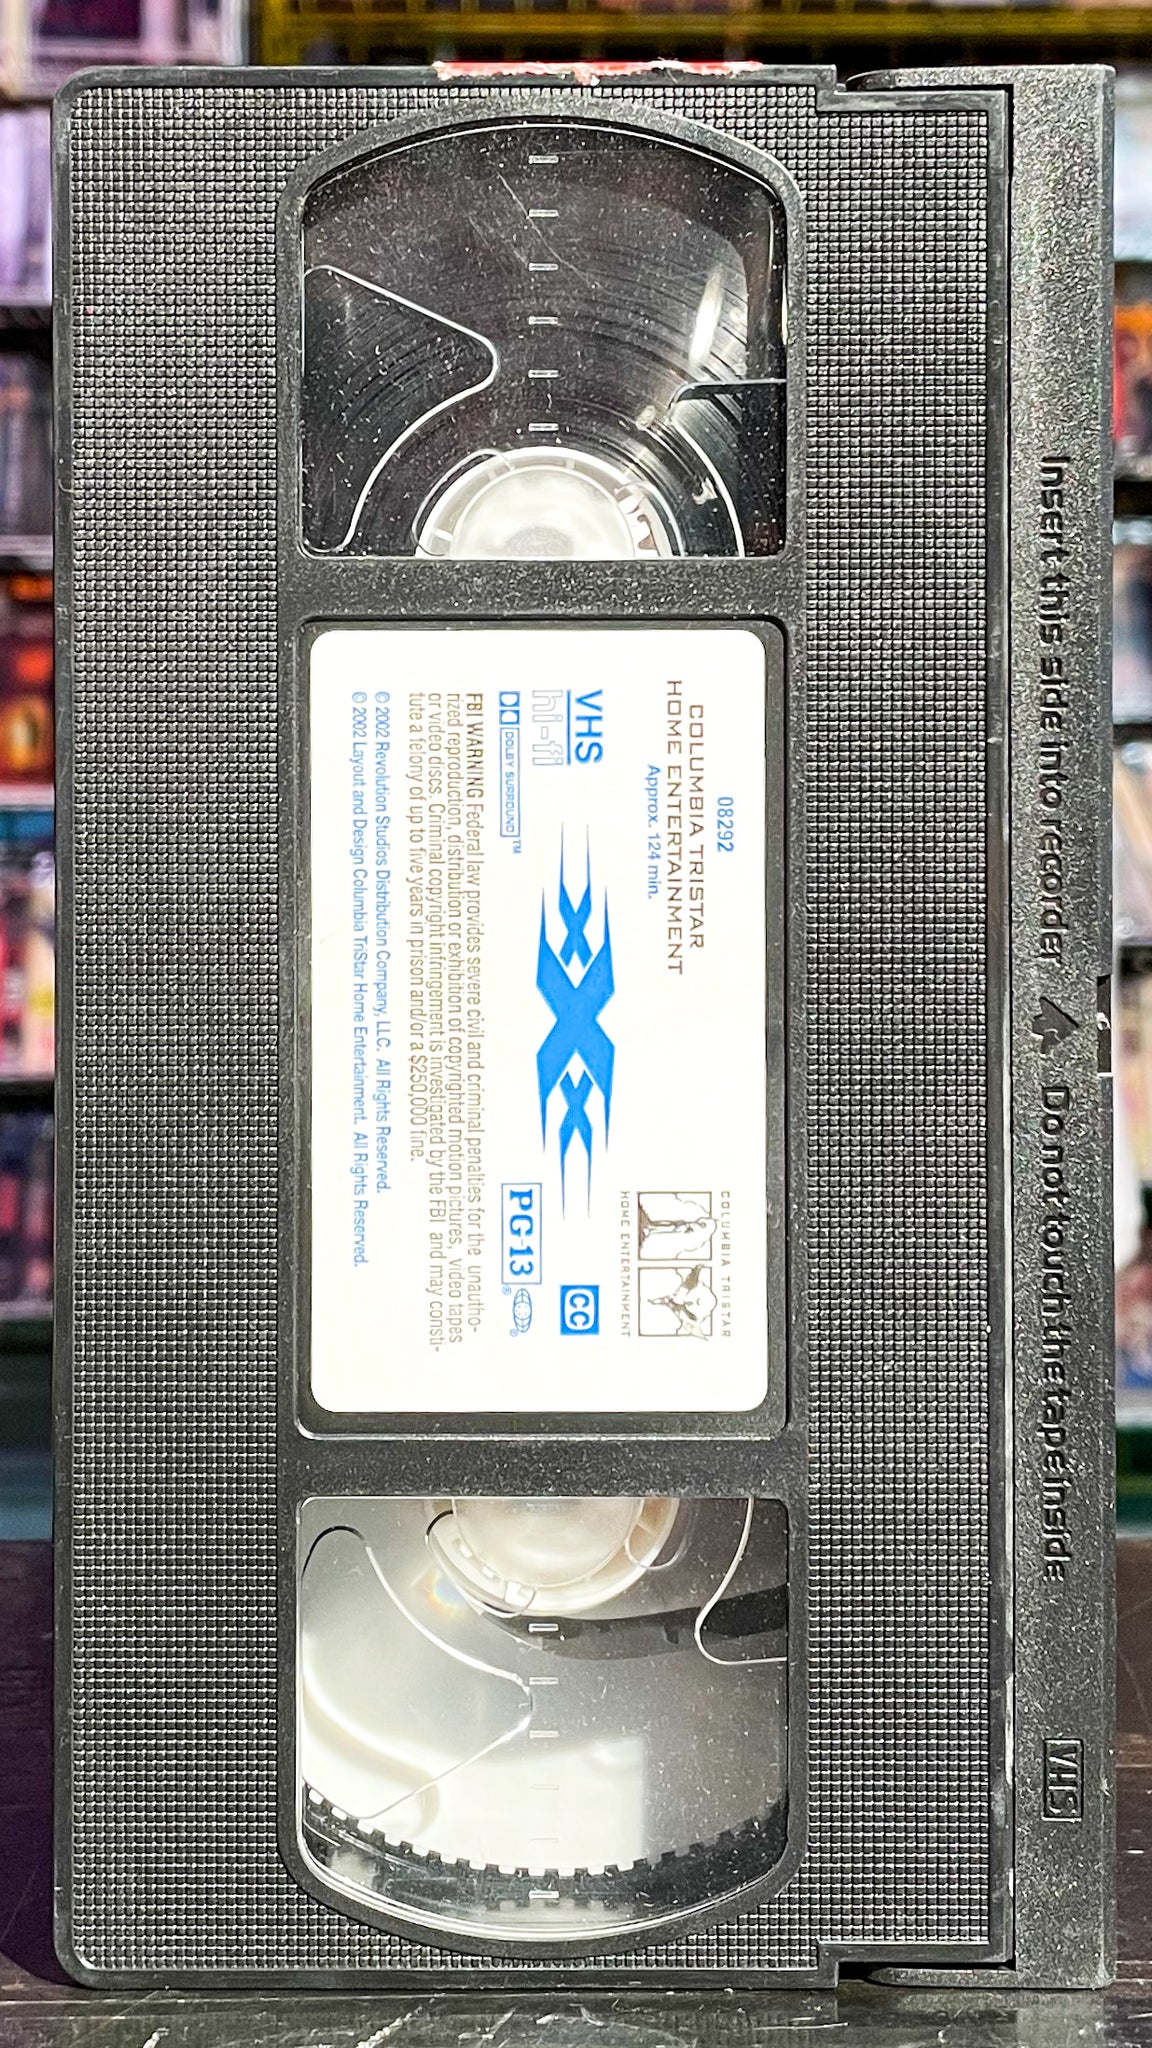 08292
COLUMBIA TRISTAR
HOME ENTERTAINMENT
Approx. 124 min.
COLUMBIA TRISTAR
HOME ENTERTAINMENT
VHS
hi-fi
DOLBY SURROUND™
xXx
CC
PG-13®
®
FBI WARNING Federal law provides severe civil and criminal penalties for the unautho-
rized reproduction, distribution or exhibition of copyrighted motion pictures, video tapes
or video discs. Criminal copyright infringement is investigated by the FBI and may consti-
tute a felony of up to five years in prison and/or a $250,000 fine.
© 2002 Revolution Studios Distribution Company, LLC. All Rights Reserved.
© 2002 Layout and Design Columbia TriStar Home Entertainment. All Rights Reserved.
Insert this side into recorder Do not touch the tape inside
VHS